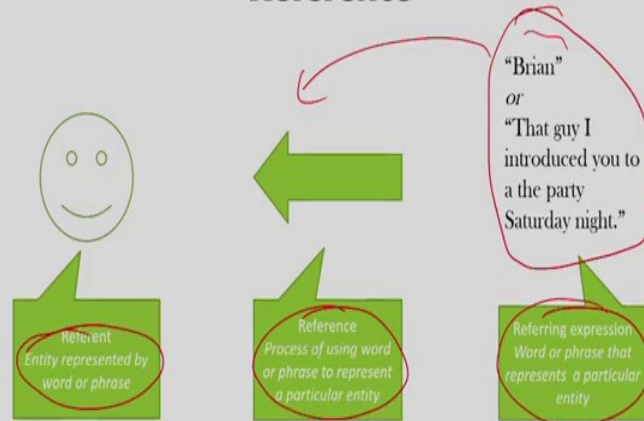 “Brian”
or
“That guy I
introduced you to
a the party
Saturday night.”
Referent
Entity represented by
word or phrase
Reference
Process of using word
or phrase to represent
a particular entity
Referring expression
Word or phrase that
represents a particular
entity